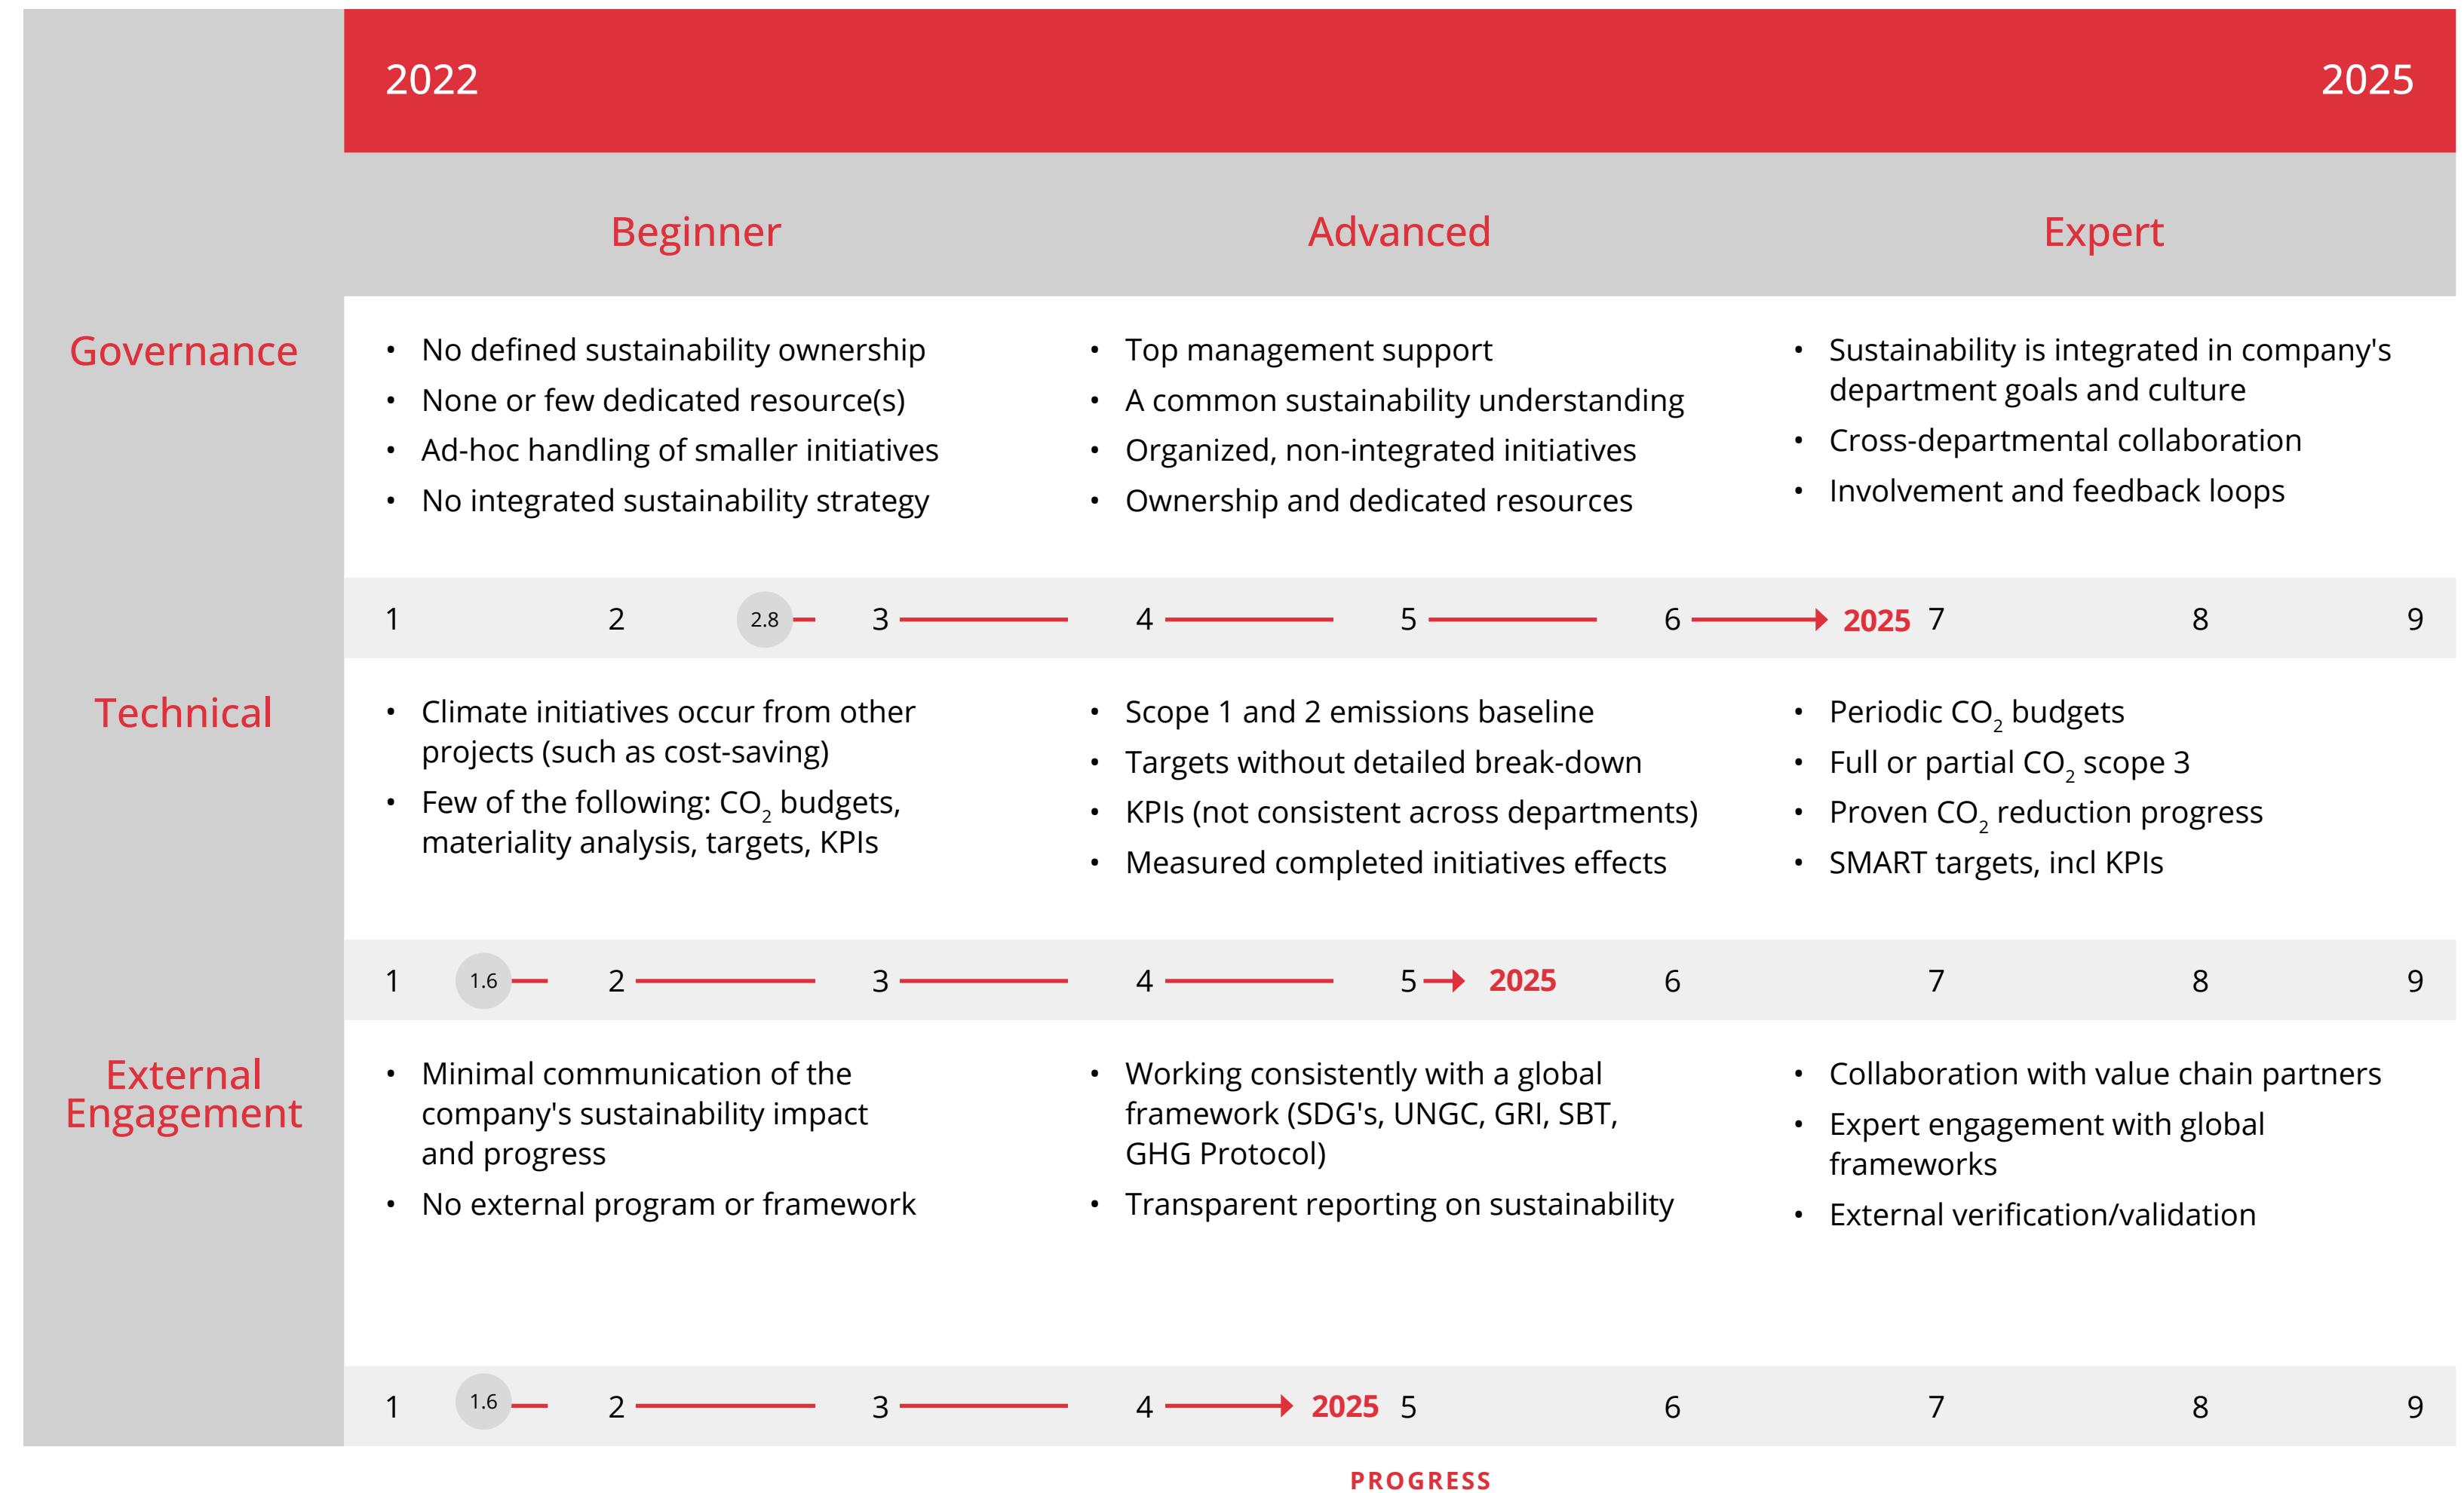 2022 2025
Beginner Advanced Expert
Governance
• No defined sustainability ownership
• None or few dedicated resource(s)
• Ad-hoc handling of smaller initiatives
• No integrated sustainability strategy
• Top management support
• A common sustainability understanding
• Organized, non-integrated initiatives
• Ownership and dedicated resources
• Sustainability is integrated in company's
department goals and culture
• Cross-departmental collaboration
• Involvement and feedback loops
1 2 2.8 3 4 5 6 2025 7 8 9
Technical
• Climate initiatives occur from other
projects (such as cost-saving)
• Few of the following: CO₂ budgets,
materiality analysis, targets, KPIs
• Scope 1 and 2 emissions baseline
• Targets without detailed break-down
• KPIs (not consistent across departments)
• Measured completed initiatives effects
• Periodic CO₂ budgets
• Full or partial CO₂ scope 3
• Proven CO₂ reduction progress
• SMART targets, incl KPIs
1 1.6 2 3 4 5 2025 6 7 8 9
External
Engagement
• Minimal communication of the
company's sustainability impact
and progress
• No external program or framework
• Working consistently with a global
framework (SDG's, UNGC, GRI, SBT,
GHG Protocol)
• Transparent reporting on sustainability
• Collaboration with value chain partners
• Expert engagement with global
frameworks
• External verification/validation
1 1.6 2 3 4 2025 5 6 7 8 9
PROGRESS